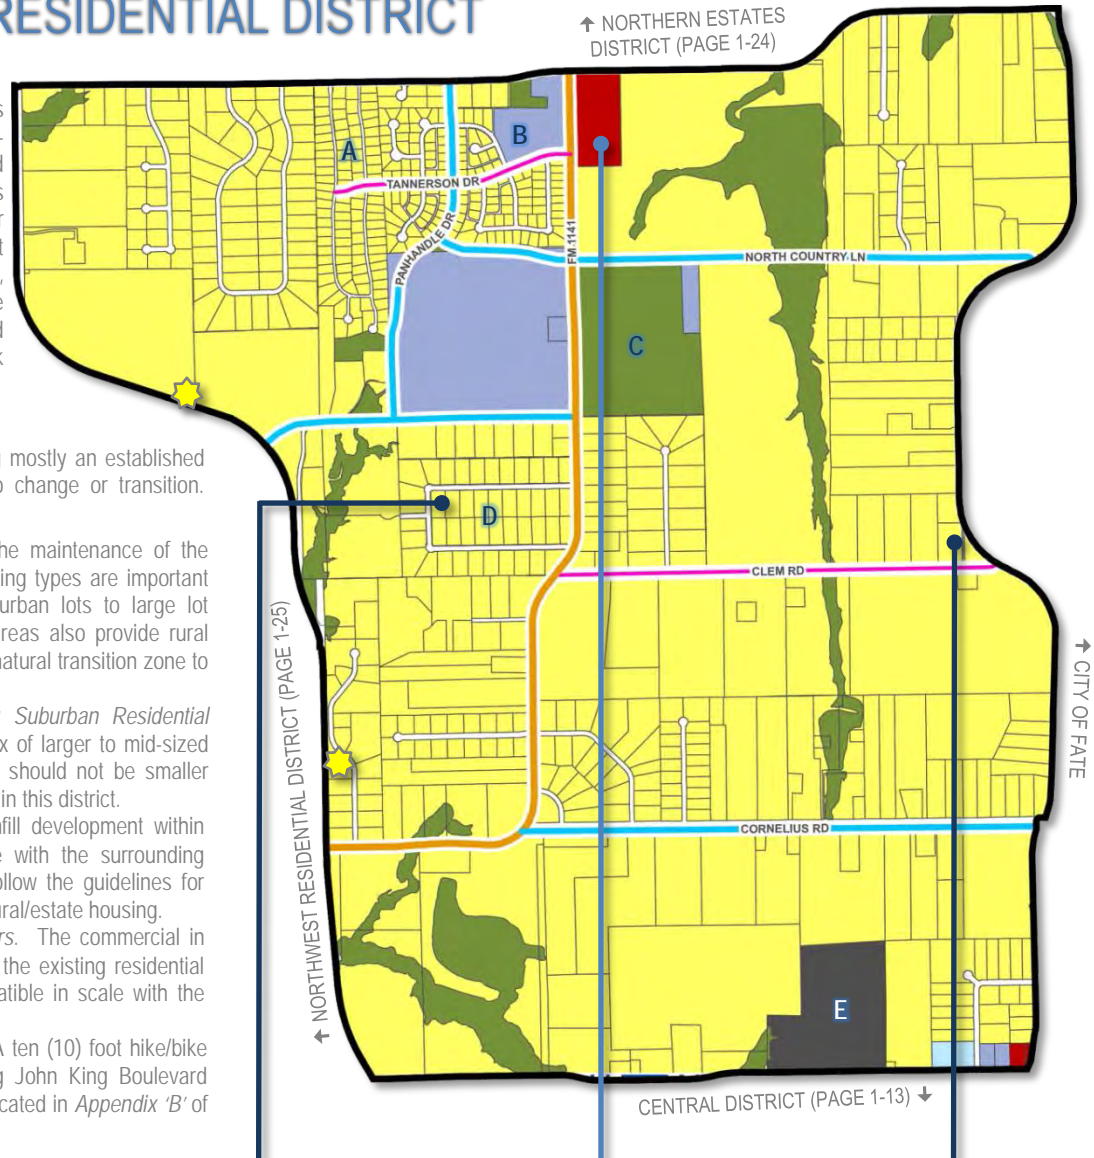 RESIDENTIAL DISTRICT
↑ NORTHERN ESTATES
DISTRICT (PAGE 1-24)
s
d
s
r
t
,
e
d
k
g mostly an established
o change or transition.
he maintenance of the
ing types are important
urban lots to large lot
reas also provide rural
natural transition zone to
Suburban Residential
x of larger to mid-sized
should not be smaller
in this district.
nfill development within
e with the surrounding
ollow the guidelines for
ural/estate housing.
rs. The commercial in
the existing residential
atible in scale with the
A ten (10) foot hike/bike
g John King Boulevard
cated in Appendix 'B' of
A
B
TANNERSON DR
PANHANDLE DR
FM 1141
NORTH COUNTRY LN
C
D
CLEM RD
← NORTHWEST RESIDENTIAL DISTRICT (PAGE 1-25)
↑ CITY OF FATE
CORNELIUS RD
E
CENTRAL DISTRICT (PAGE 1-13) ↓